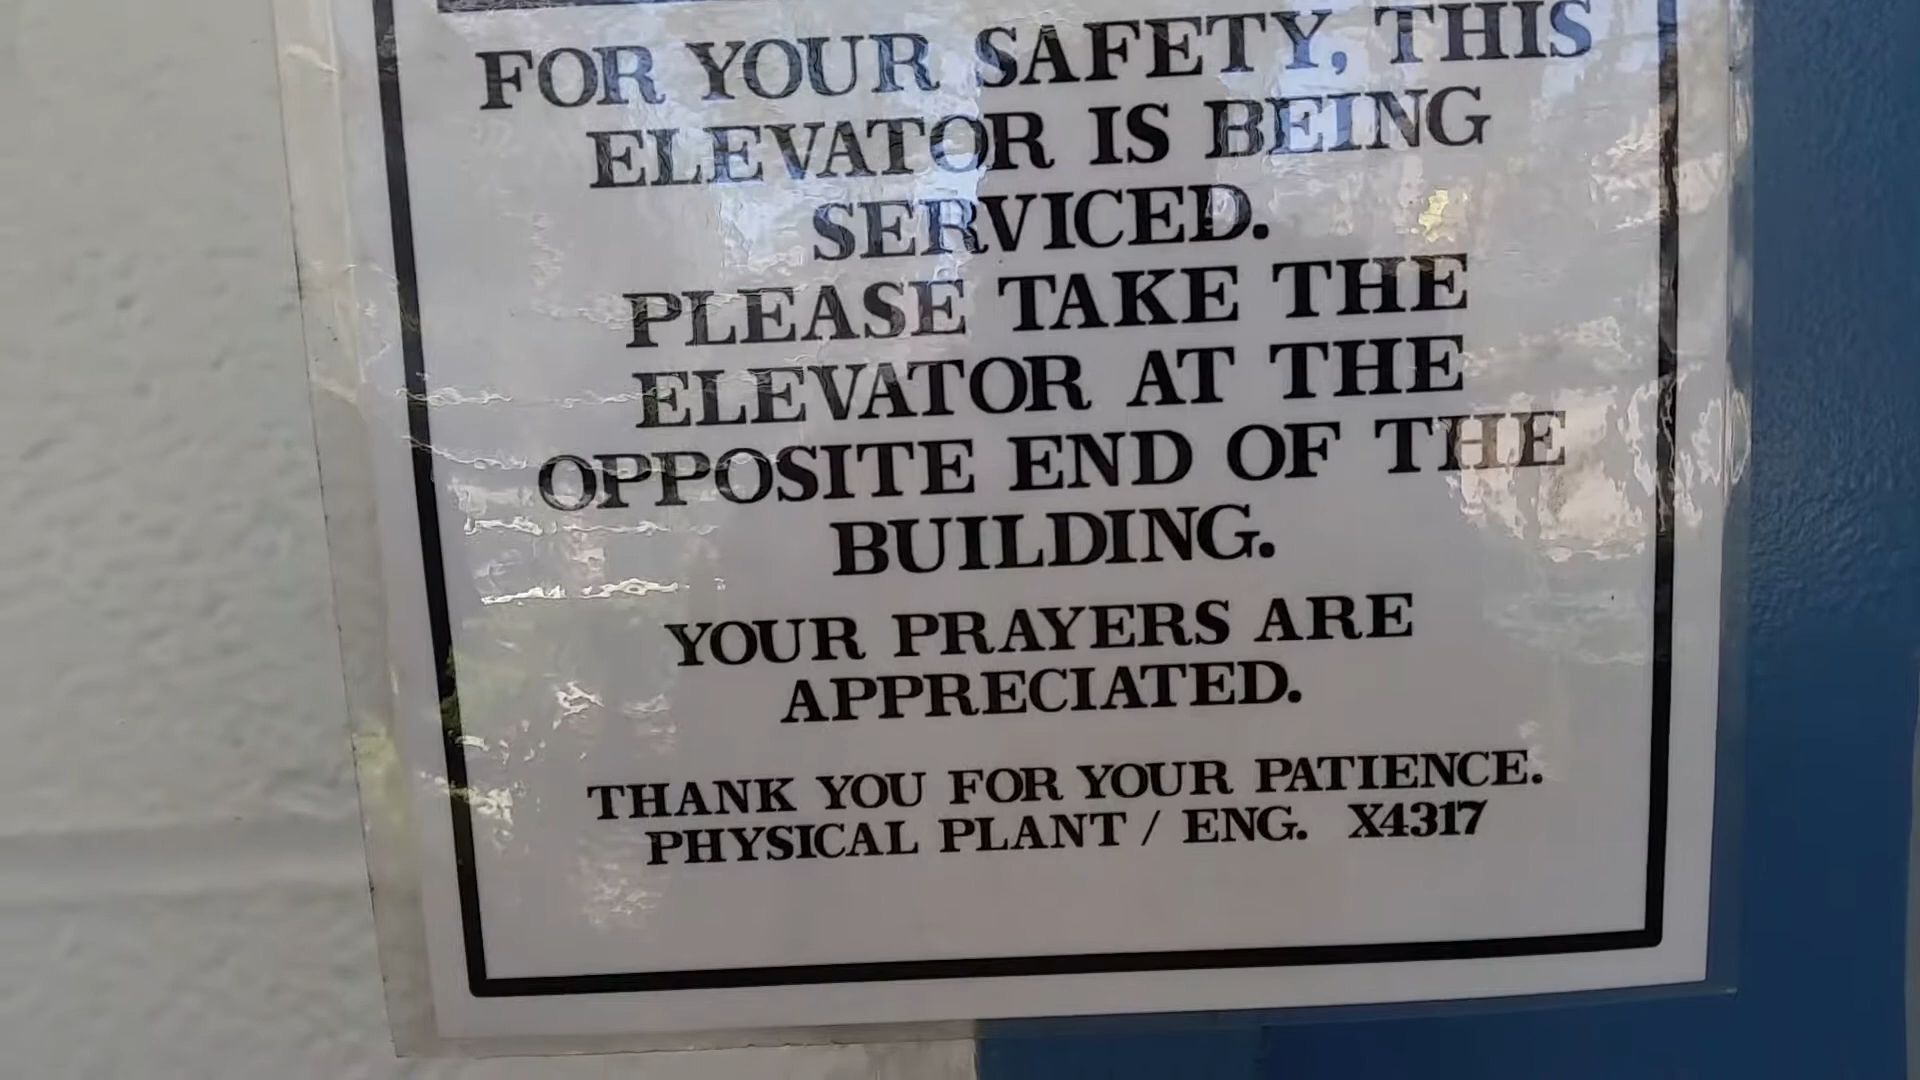 FOR YOUR SAFETY, THIS
ELEVATOR IS BEING
SERVICED.
PLEASE TAKE THE
ELEVATOR AT THE
OPPOSITE END OF THE
BUILDING.
YOUR PRAYERS ARE
APPRECIATED.
THANK YOU FOR YOUR PATIENCE.
PHYSICAL PLANT / ENG. X4317